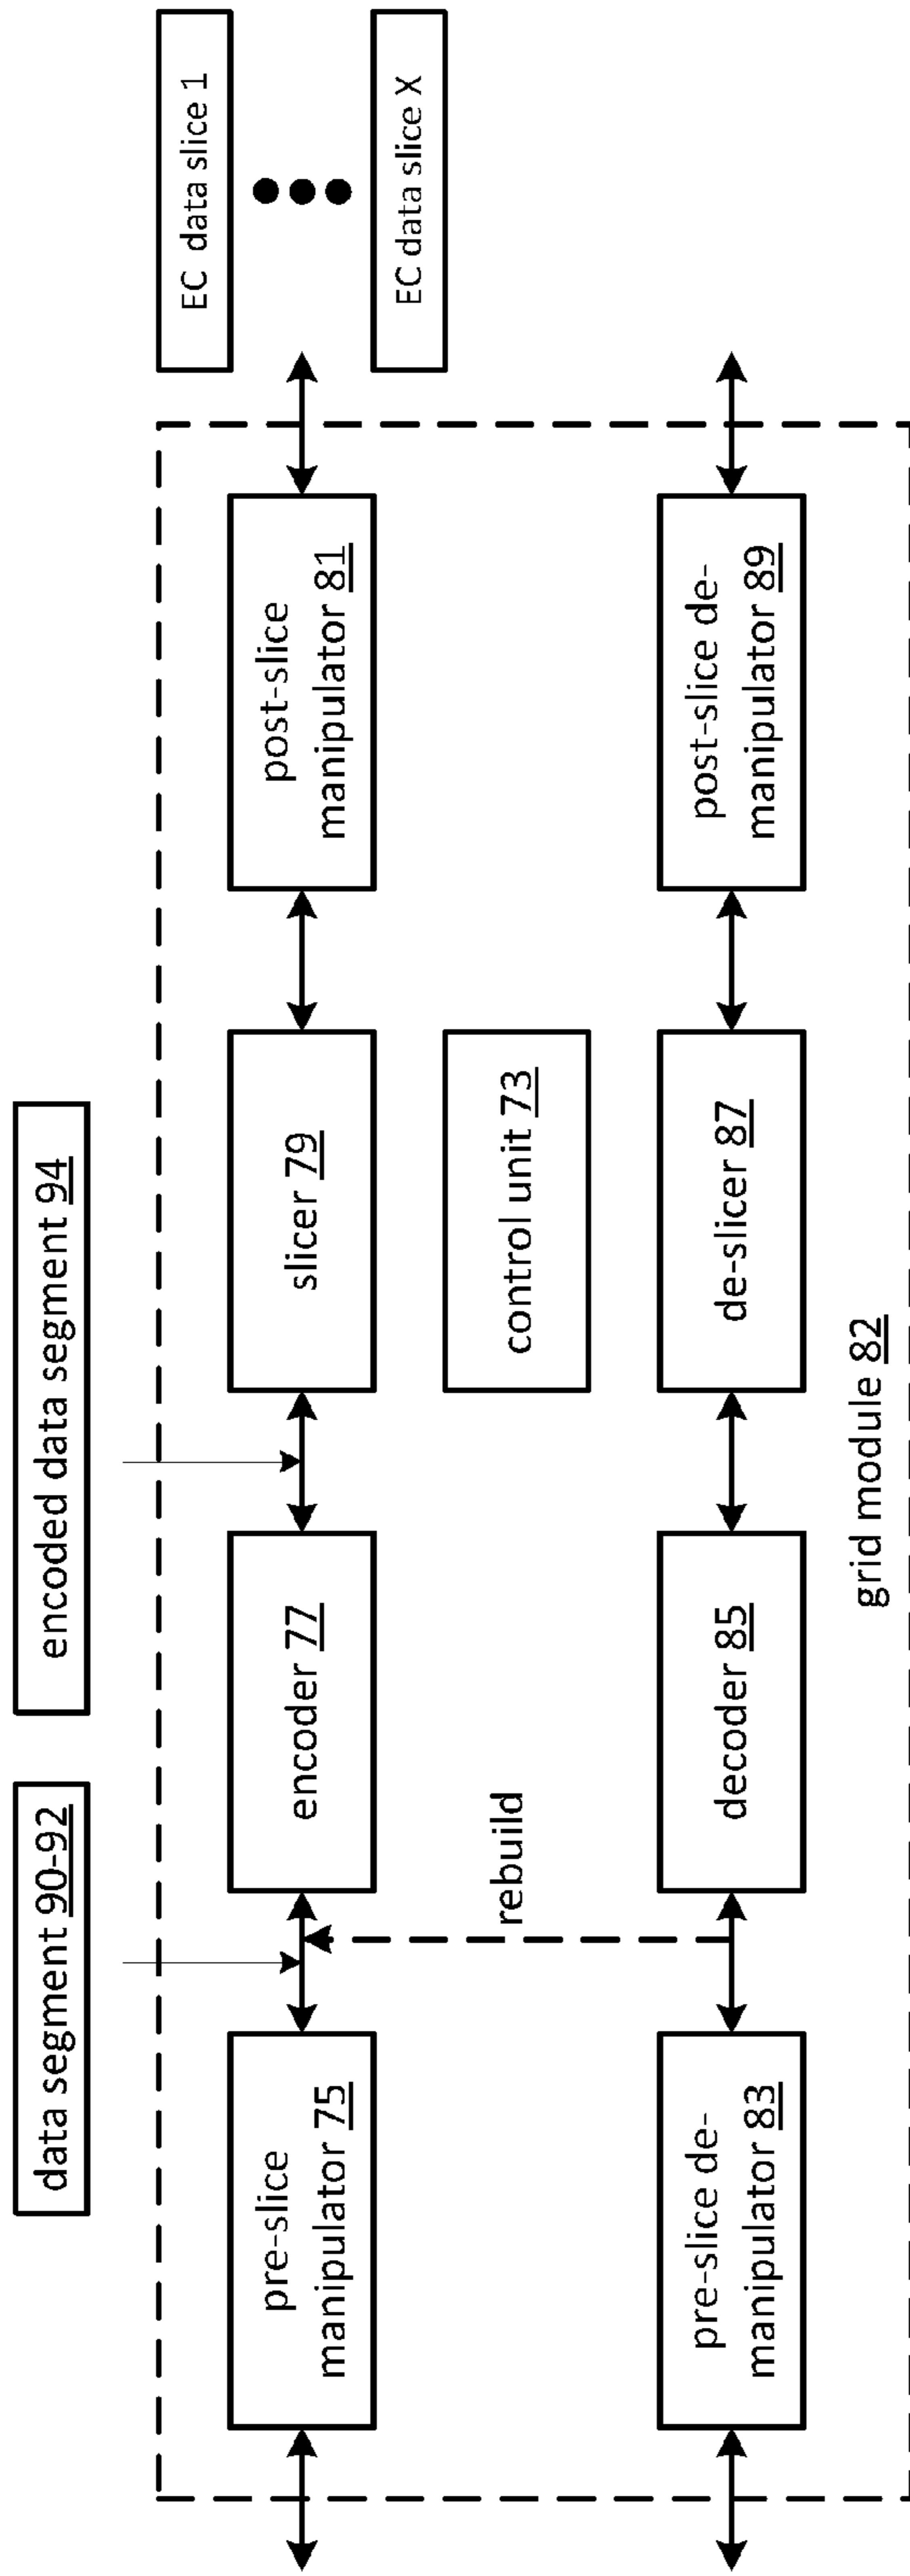 data segment 90-92
encoded data segment 94
EC data slice 1
EC data slice X
pre-slice
manipulator 75
encoder 77
slicer 79
post-slice
manipulator 81
rebuild
control unit 73
pre-slice de-
manipulator 83
decoder 85
de-slicer 87
post-slice de-
manipulator 89
grid module 82